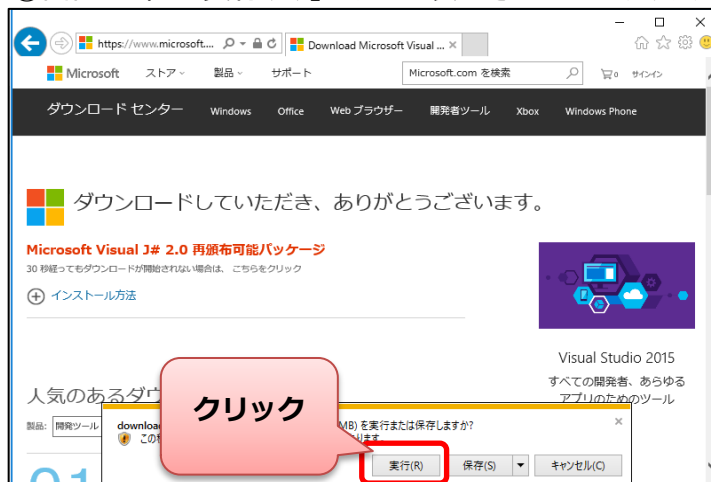 https://www.microsoft....
Download Microsoft Visual ...
Microsoft ストア 製品 サポート Microsoft.com を検索 0 サインイン
ダウンロード センター Windows Office Web ブラウザー 開発者ツール Xbox Windows Phone
ダウンロードしていただき、ありがとうございます。
Microsoft Visual J# 2.0 再頒布可能パッケージ
30 秒経ってもダウンロードが開始されない場合は、こちらをクリック
インストール方法
Visual Studio 2015
すべての開発者、あらゆる
アプリのためのツール
人気のあるダウ
製品: 開発ツール
クリック
downloa MB) を実行または保存しますか?
この
実行(R) 保存(S) キャンセル(C)
01